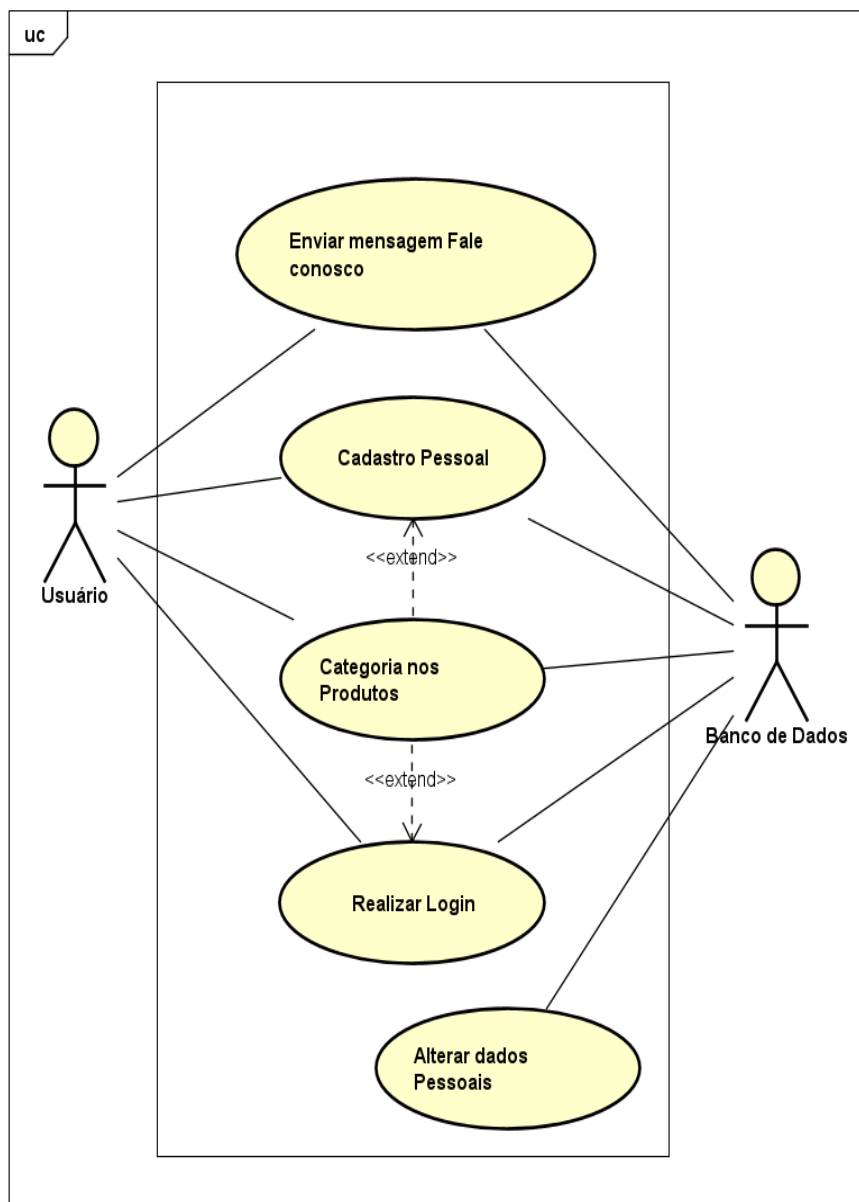 uc
Enviar mensagem Fale
conosco
Cadastro Pessoal
<<extend>>
Usuário
Categoria nos
Produtos
Banco de Dados
<<extend>>
Realizar Login
Alterar dados
Pessoais